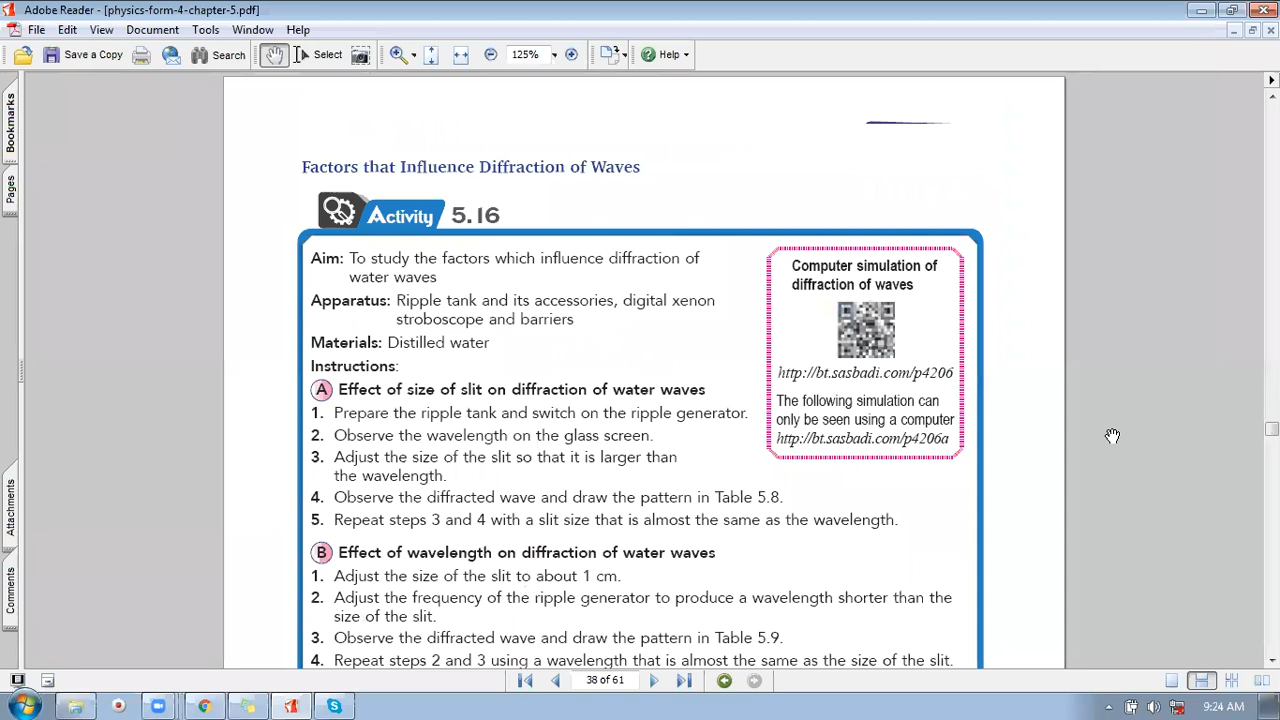 Adobe Reader - [physics-form-4-chapter-5.pdf]
File Edit View Document Tools Window Help
Save a Copy Search Select 125% Help
Bookmarks
Pages
Attachments
Comments
Factors that Influence Diffraction of Waves
Activity 5.16
Aim: To study the factors which influence diffraction of
water waves
Apparatus: Ripple tank and its accessories, digital xenon
stroboscope and barriers
Materials: Distilled water
Instructions:
A Effect of size of slit on diffraction of water waves
1. Prepare the ripple tank and switch on the ripple generator.
2. Observe the wavelength on the glass screen.
3. Adjust the size of the slit so that it is larger than
the wavelength.
4. Observe the diffracted wave and draw the pattern in Table 5.8.
5. Repeat steps 3 and 4 with a slit size that is almost the same as the wavelength.
Computer simulation of
diffraction of waves
http://bt.sasbadi.com/p4206
The following simulation can
only be seen using a computer
http://bt.sasbadi.com/p4206a
B Effect of wavelength on diffraction of water waves
1. Adjust the size of the slit to about 1 cm.
2. Adjust the frequency of the ripple generator to produce a wavelength shorter than the
size of the slit.
3. Observe the diffracted wave and draw the pattern in Table 5.9.
4. Repeat steps 2 and 3 using a wavelength that is almost the same as the size of the slit.
38 of 61
9:24 AM